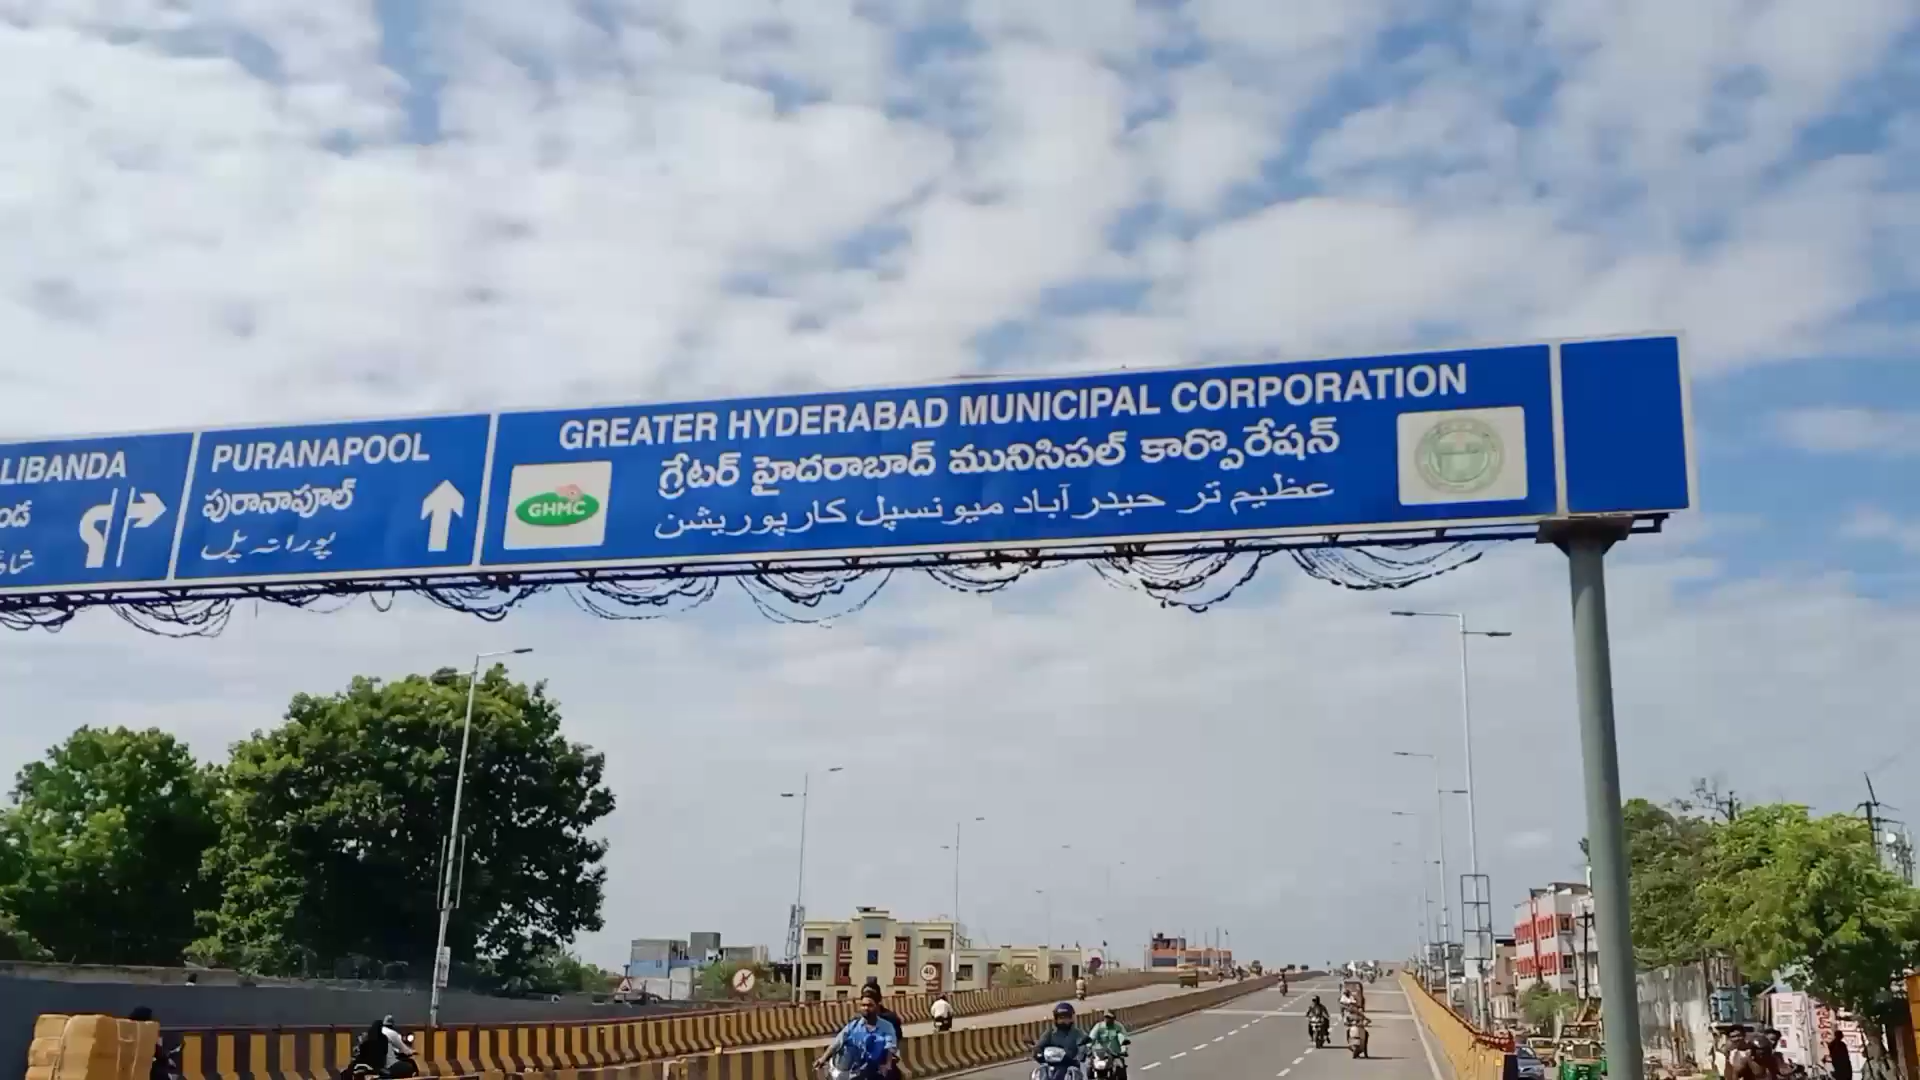 LIBANDA
PURANAPOOL
పురానాపూల్
پورانہ پل
GREATER HYDERABAD MUNICIPAL CORPORATION
గ్రేటర్ హైదరాబాద్ మునిసిపల్ కార్పొరేషన్
عظیم تر حیدر آباد میونسپل کارپوریشن
GHMC
40